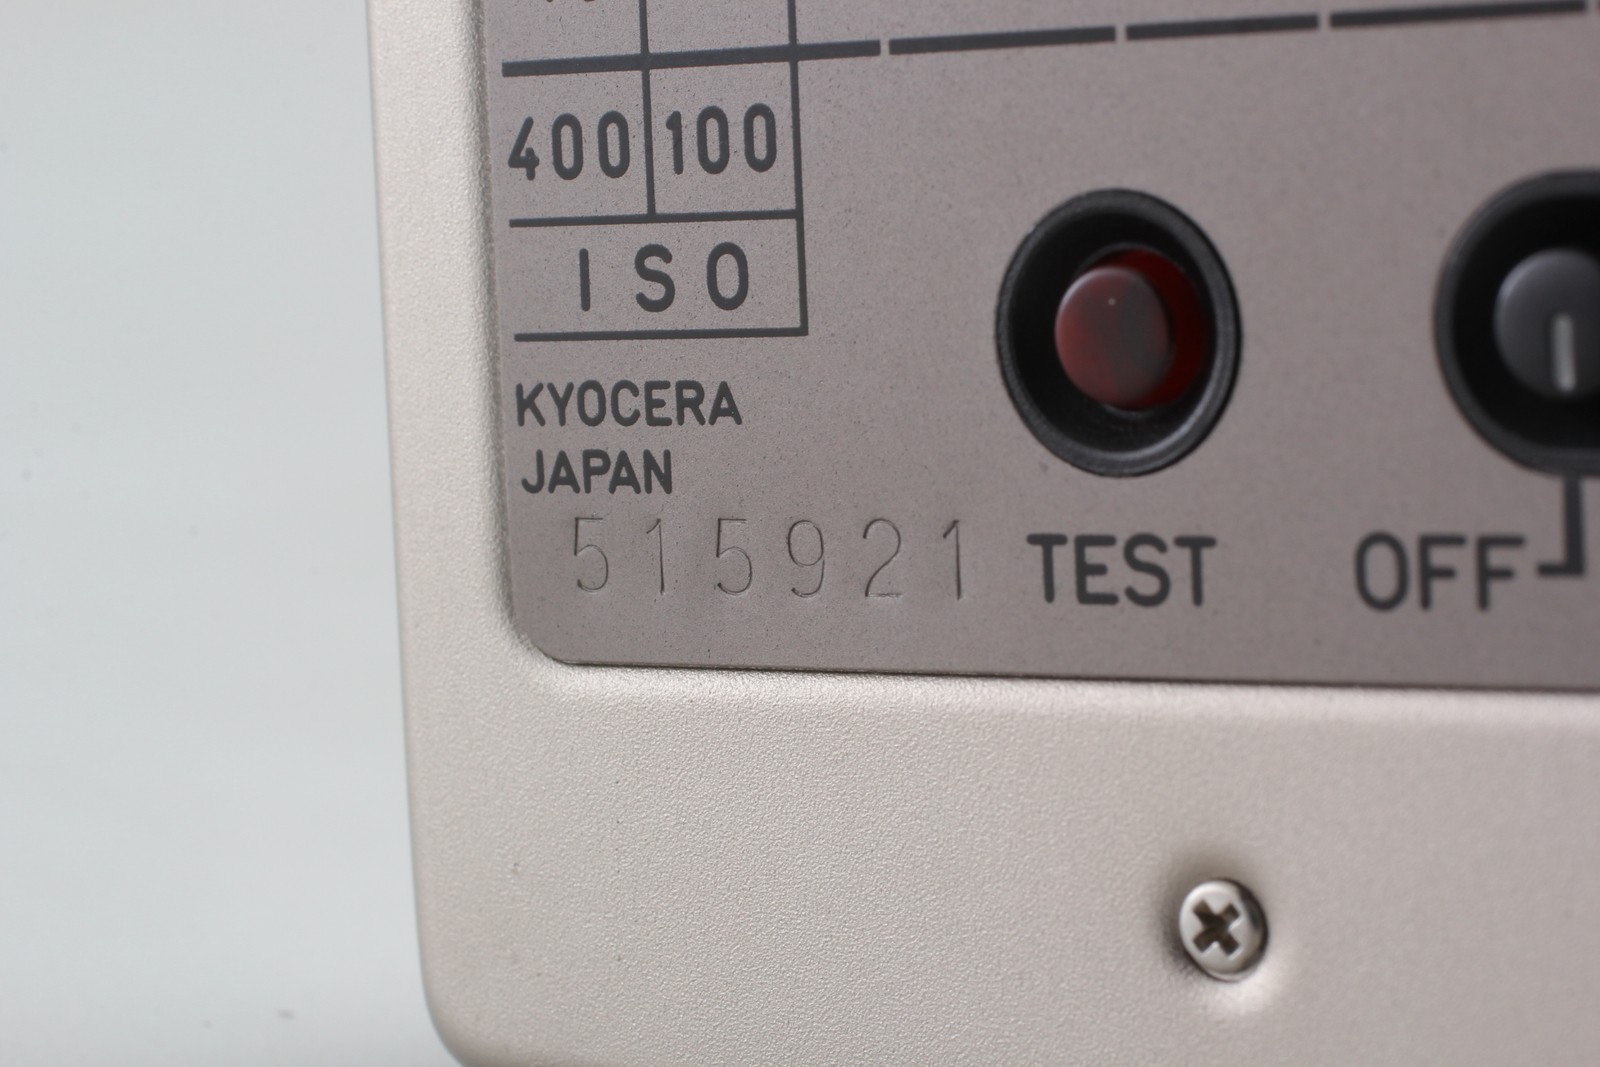 400 100
ISO
KYOCERA
JAPAN
515921
TEST
OFF